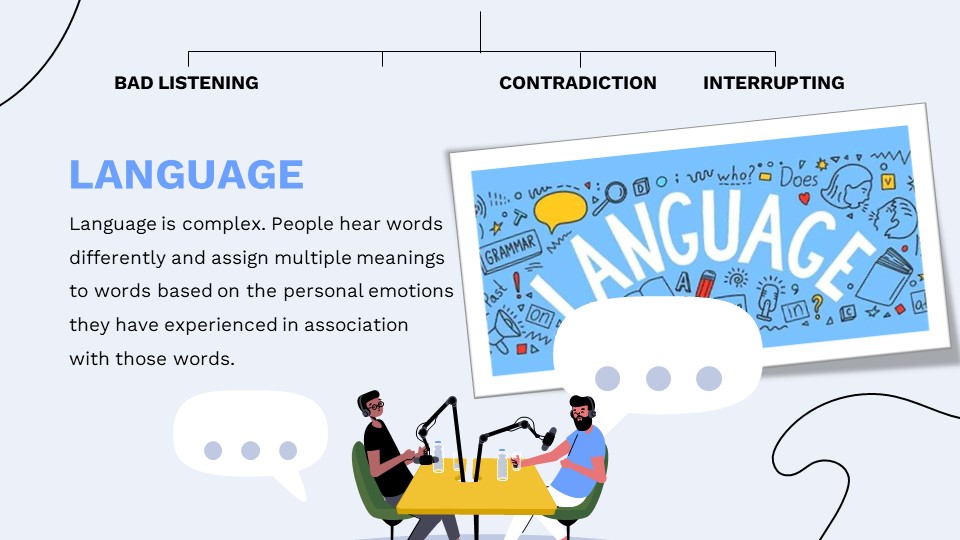 BAD LISTENING
CONTRADICTION
INTERRUPTING
LANGUAGE
Language is complex. People hear words
differently and assign multiple meanings
to words based on the personal emotions
they have experienced in association
with those words.
who?
Does
GRAMMAR
LANGUAGE
Past
A
on
in
?